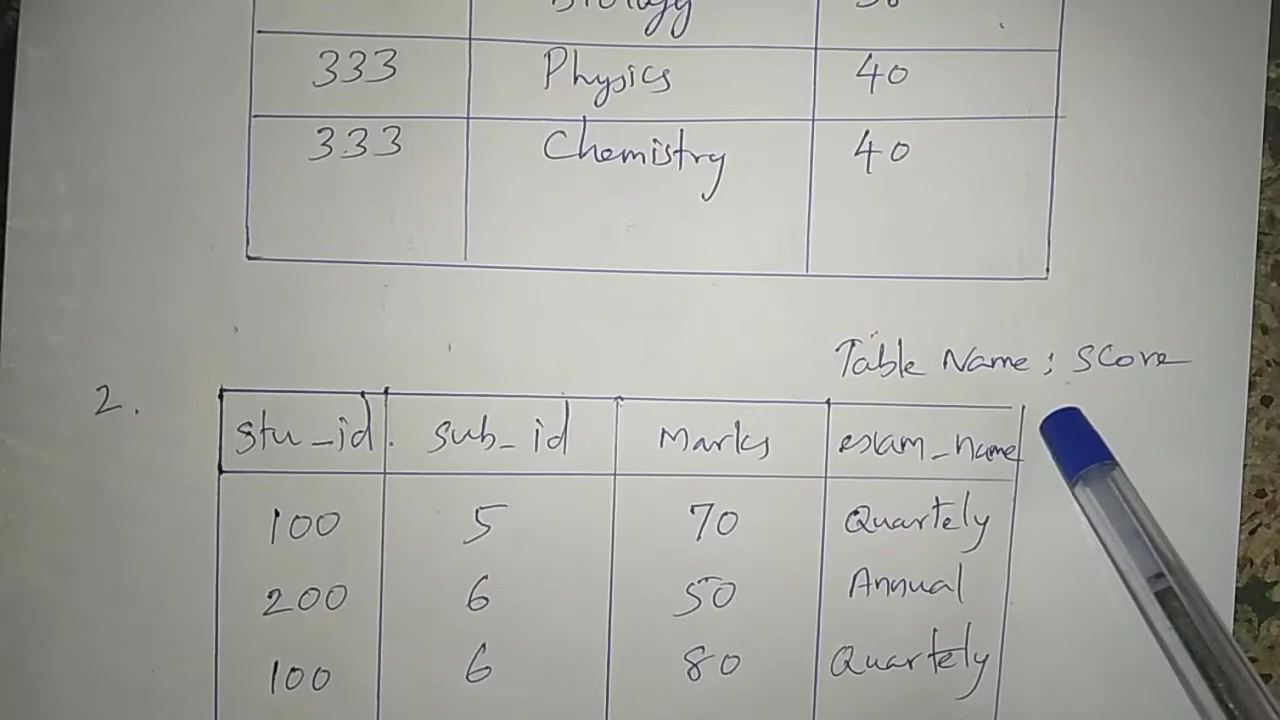 Biology
333 Physics 40
333 Chemistry 40
Table Name: Score
2.
stu_id sub_id Marks exam_name
100 5 70 Quartely
200 6 50 Annual
100 6 80 Quartely